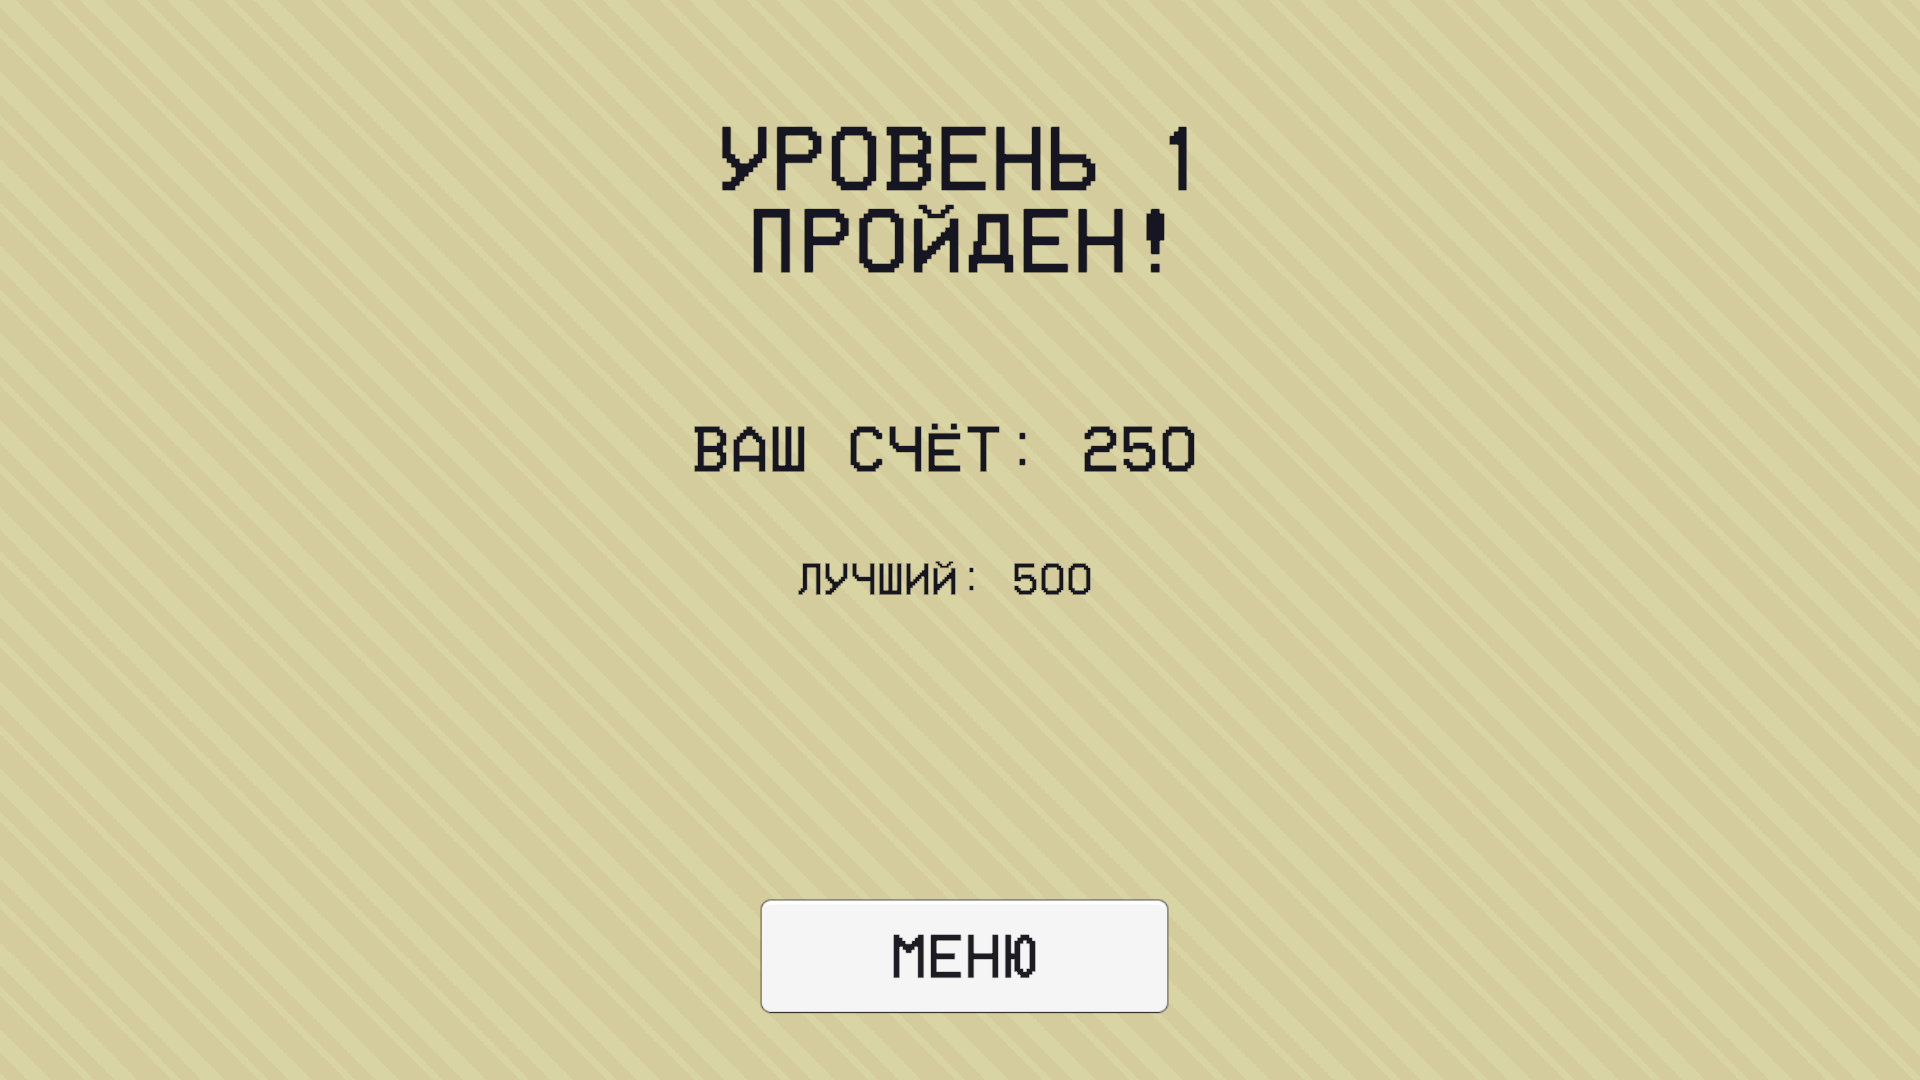 УРОВЕНЬ 1
ПРОЙДЕН!
ВАШ СЧЁТ: 250
ЛУЧШИЙ: 500
МЕНЮ